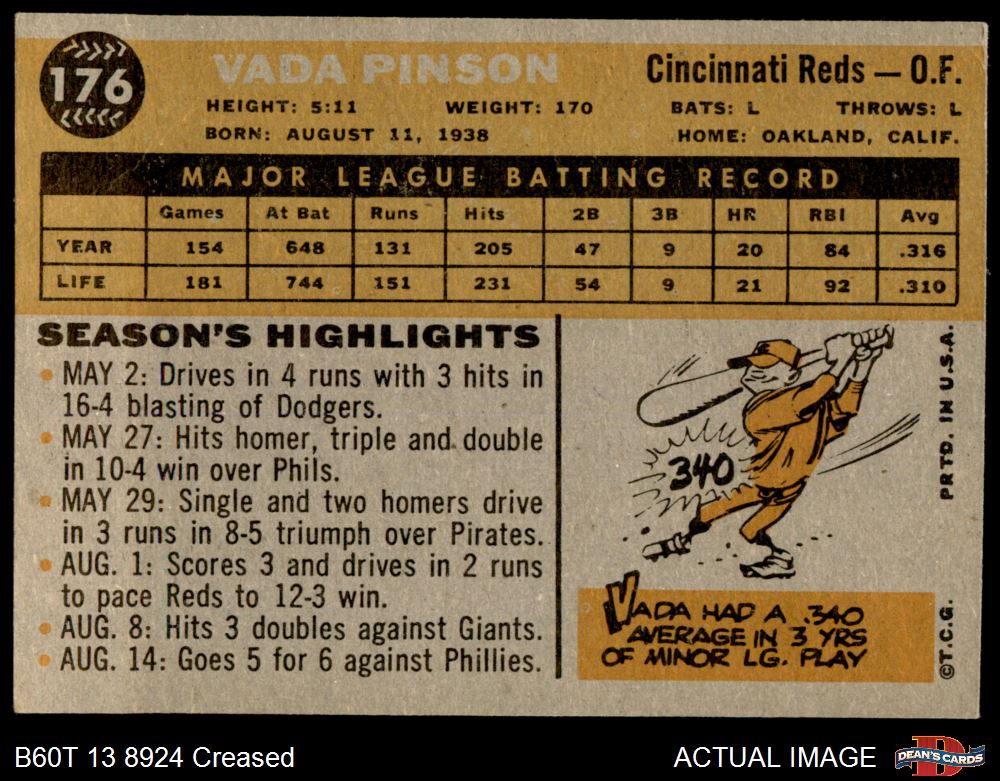 176
VADA PINSON
Cincinnati Reds — O.F.
HEIGHT: 5:11 WEIGHT: 170 BATS: L THROWS: L
BORN: AUGUST 11, 1938 HOME: OAKLAND, CALIF.
MAJOR LEAGUE BATTING RECORD
Games At Bat Runs Hits 2B 3B HR RBI Avg
YEAR 154 648 131 205 47 9 20 84 .316
LIFE 181 744 151 231 54 9 21 92 .310
SEASON'S HIGHLIGHTS
• MAY 2: Drives in 4 runs with 3 hits in
16-4 blasting of Dodgers.
• MAY 27: Hits homer, triple and double
in 10-4 win over Phils.
• MAY 29: Single and two homers drive
in 3 runs in 8-5 triumph over Pirates.
• AUG. 1: Scores 3 and drives in 2 runs
to pace Reds to 12-3 win.
• AUG. 8: Hits 3 doubles against Giants.
• AUG. 14: Goes 5 for 6 against Phillies.
340
VADA HAD A .340
AVERAGE IN 3 YRS
OF MINOR LG. PLAY
PRTD. IN U.S.A.
©T.C.G.
B60T 13 8924 Creased
ACTUAL IMAGE
D
DEAN'S CARDS